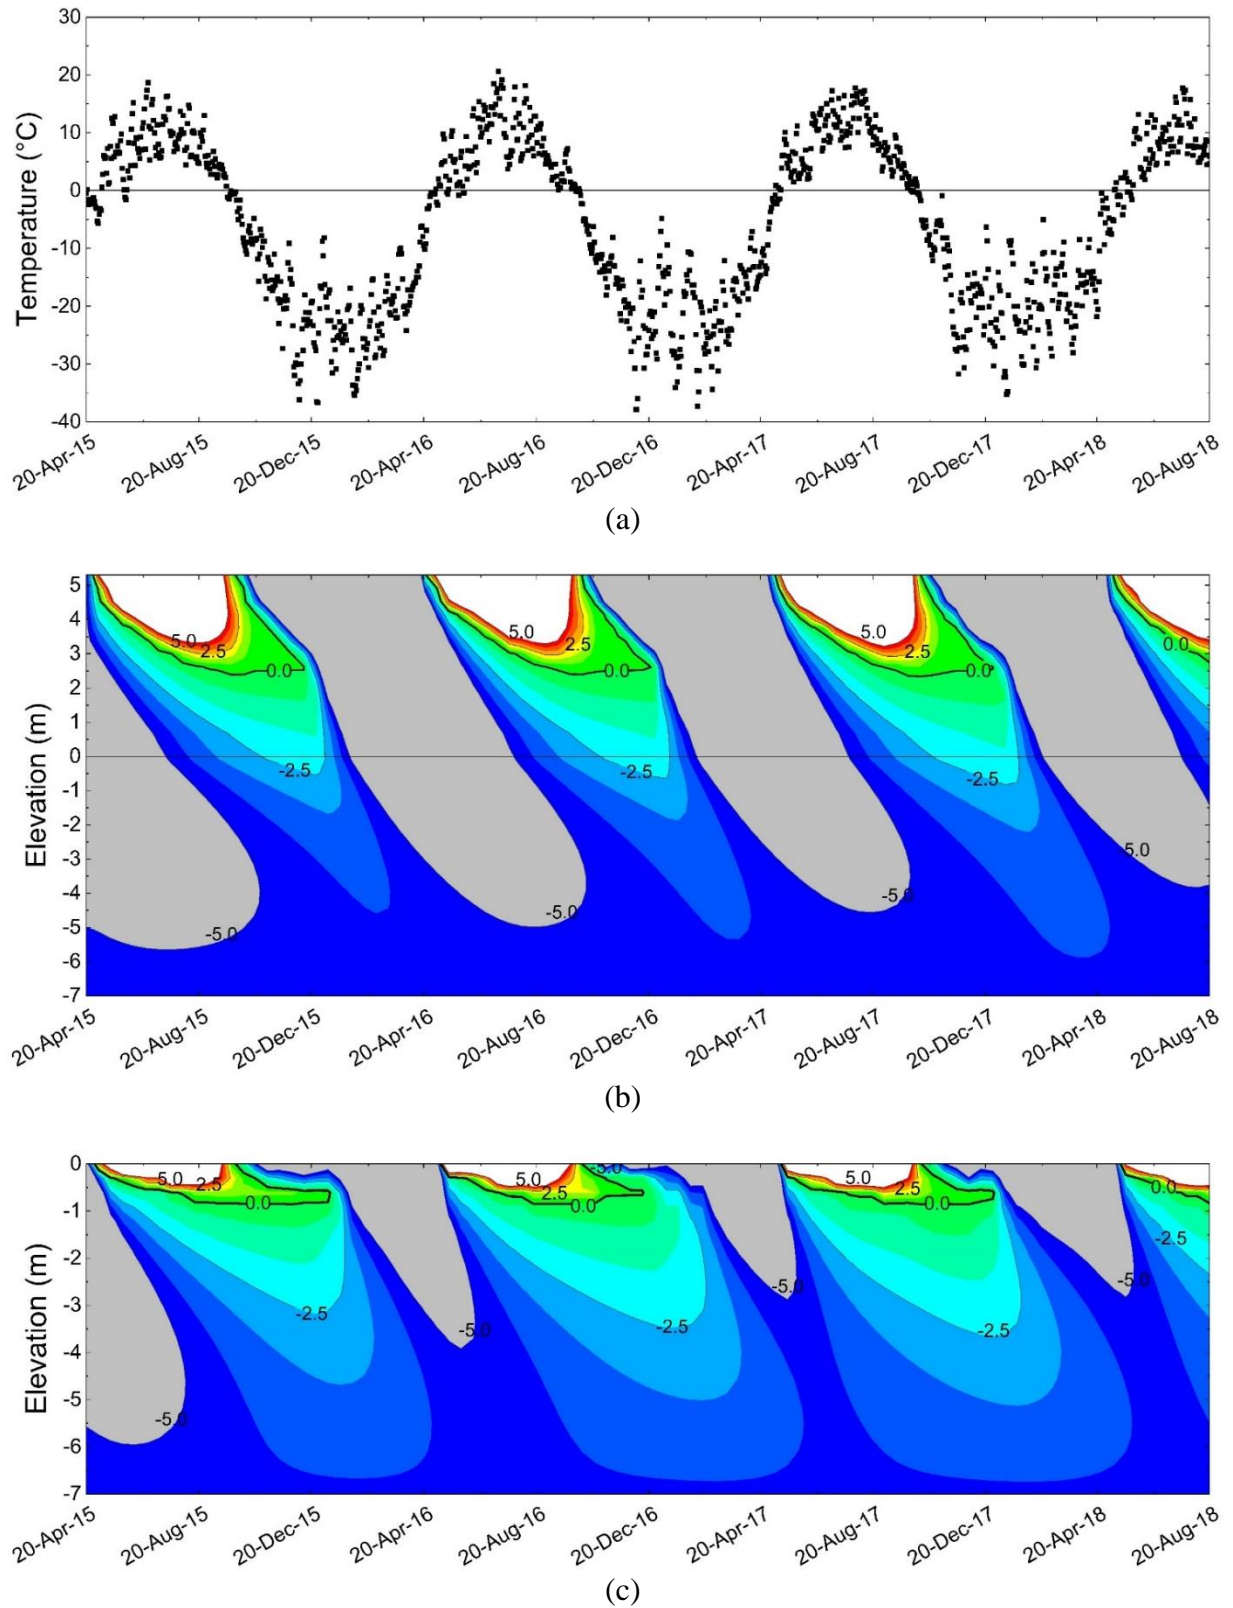 30
20
10
0
-10
-20
-30
-40
Temperature (°C)
20-Apr-15 20-Aug-15 20-Dec-15 20-Apr-16 20-Aug-16 20-Dec-16 20-Apr-17 20-Aug-17 20-Dec-17 20-Apr-18 20-Aug-18
(a)
5
4
3
2
1
0
-1
-2
-3
-4
-5
-6
-7
Elevation (m)
5.0 2.5 0.0 -2.5 -5.0
5.0 2.5 0.0 -2.5 -5.0
5.0 2.5 0.0 -2.5 -5.0
0.0 -5.0
20-Apr-15 20-Aug-15 20-Dec-15 20-Apr-16 20-Aug-16 20-Dec-16 20-Apr-17 20-Aug-17 20-Dec-17 20-Apr-18 20-Aug-18
(b)
0
-1
-2
-3
-4
-5
-6
-7
Elevation (m)
5.0 2.5 0.0 -2.5 -5.0
5.0 2.5 0.0 -2.5 -5.0 -5.0
5.0 2.5 0.0 -2.5 -5.0
0.0 -2.5 -5.0
20-Apr-15 20-Aug-15 20-Dec-15 20-Apr-16 20-Aug-16 20-Dec-16 20-Apr-17 20-Aug-17 20-Dec-17 20-Apr-18 20-Aug-18
(c)